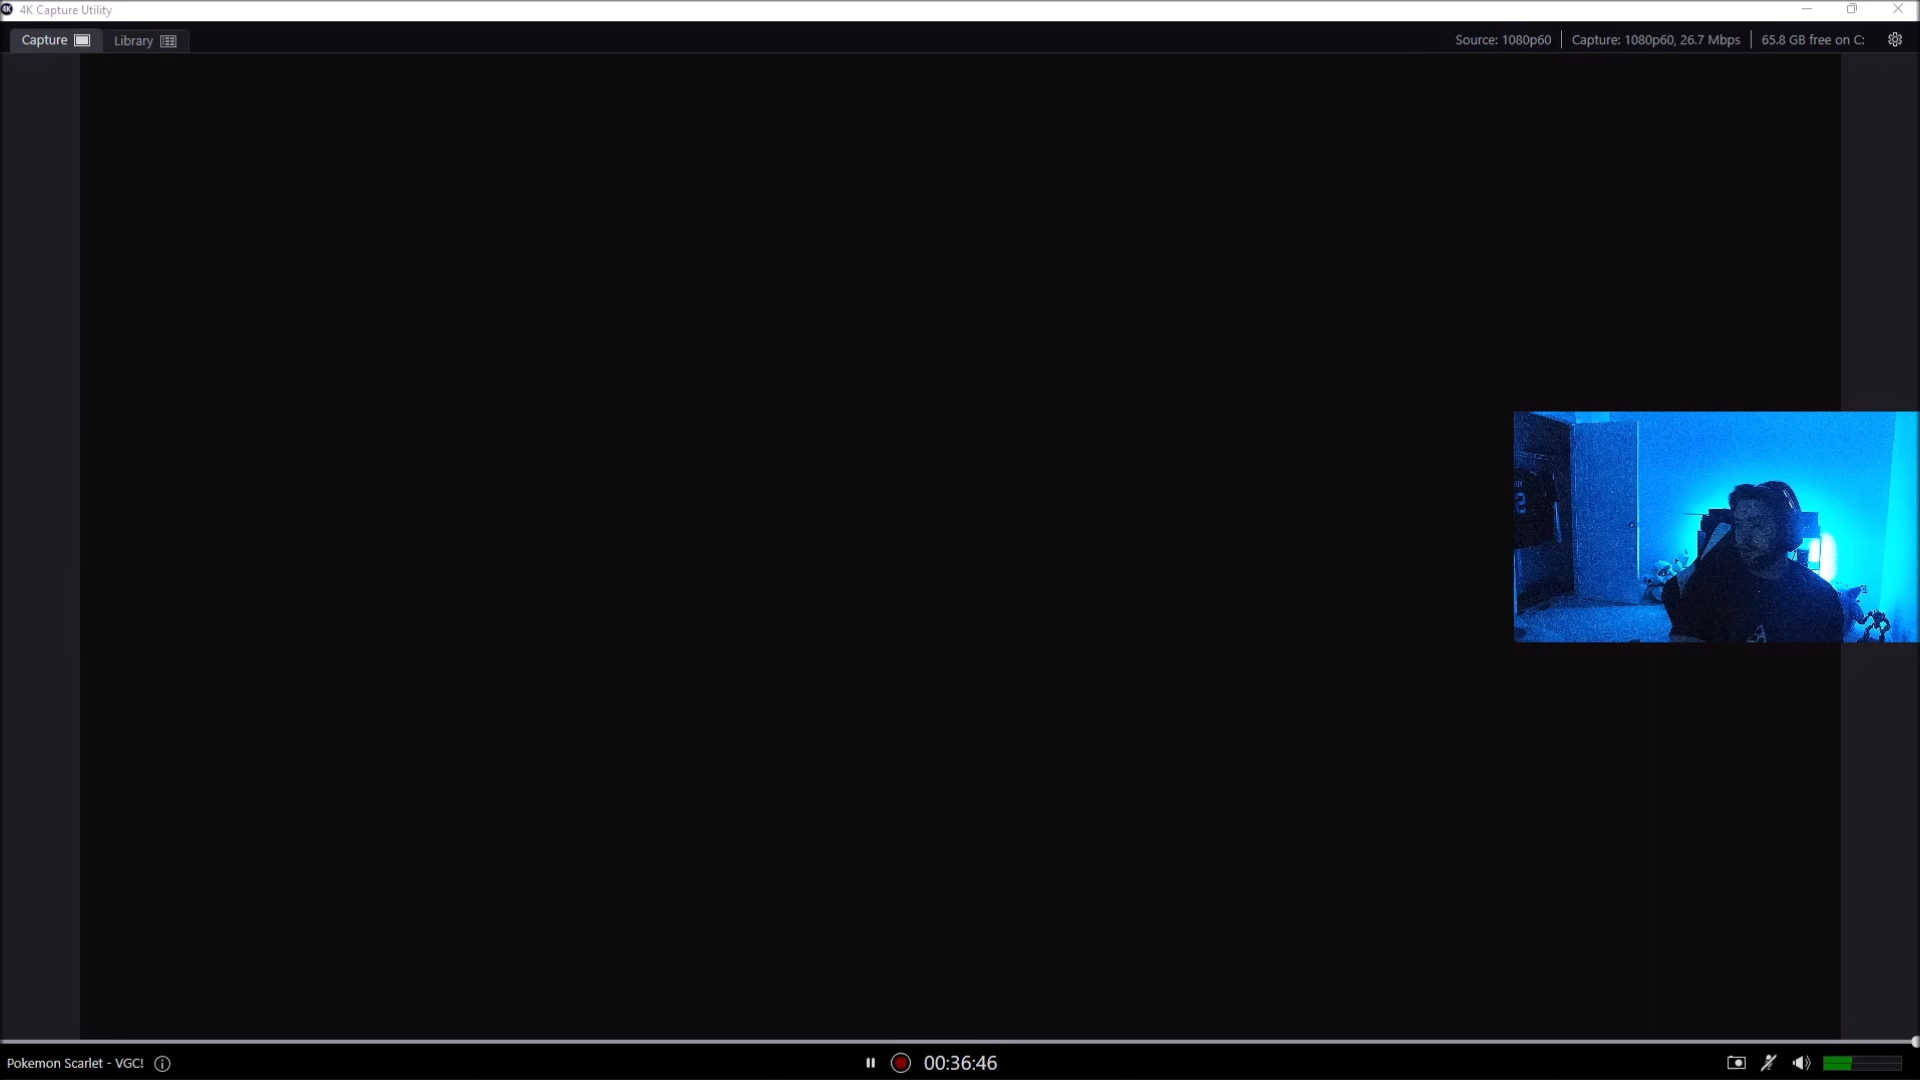 4K Capture Utility
Capture
Library
Source: 1080p60
Capture: 1080p60, 26.7 Mbps
65.8 GB free on C:
2
Pokemon Scarlet - VGC!
00:36:46